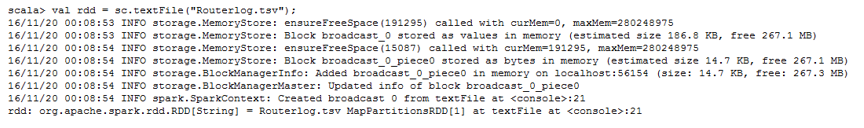 scala> val rdd = sc.textFile("Routerlog.tsv");
16/11/20 00:08:53 INFO storage.MemoryStore: ensureFreeSpace(191295) called with curMem=0, maxMem=280248975
16/11/20 00:08:53 INFO storage.MemoryStore: Block broadcast_0 stored as values in memory (estimated size 186.8 KB, free 267.1 MB)
16/11/20 00:08:54 INFO storage.MemoryStore: ensureFreeSpace(15087) called with curMem=191295, maxMem=280248975
16/11/20 00:08:54 INFO storage.MemoryStore: Block broadcast_0_piece0 stored as bytes in memory (estimated size 14.7 KB, free 267.1 MB)
16/11/20 00:08:54 INFO storage.BlockManagerInfo: Added broadcast_0_piece0 in memory on localhost:56154 (size: 14.7 KB, free: 267.3 MB)
16/11/20 00:08:54 INFO storage.BlockManagerMaster: Updated info of block broadcast_0_piece0
16/11/20 00:08:54 INFO spark.SparkContext: Created broadcast 0 from textFile at <console>:21
rdd: org.apache.spark.rdd.RDD[String] = Routerlog.tsv MapPartitionsRDD[1] at textFile at <console>:21